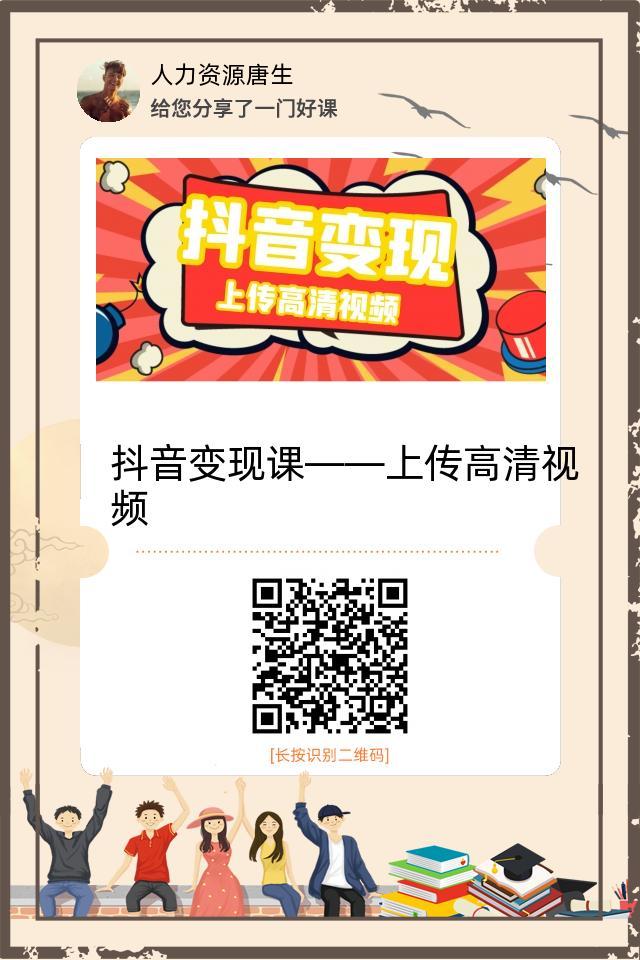 人力资源唐生
给您分享了一门好课
抖音变现
上传高清视频
抖音变现课——上传高清视
频
[长按识别二维码]